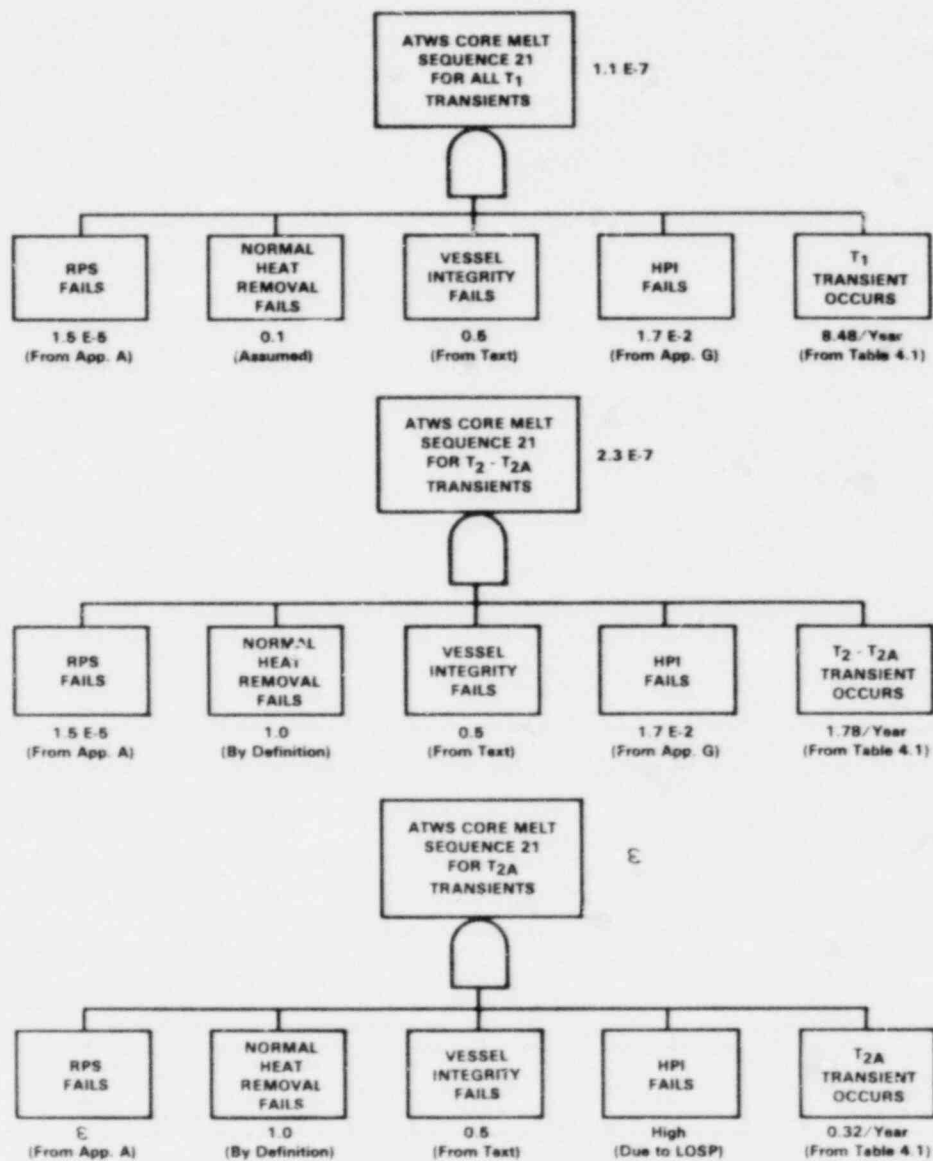 ATWS CORE MELT
SEQUENCE 21
FOR ALL T1
TRANSIENTS
1.1 E-7
RPS
FAILS
1.5 E-5
(From App. A)
NORMAL
HEAT
REMOVAL
FAILS
0.1
(Assumed)
VESSEL
INTEGRITY
FAILS
0.5
(From Text)
HPI
FAILS
1.7 E-2
(From App. G)
T1
TRANSIENT
OCCURS
8.48/Year
(From Table 4.1)
ATWS CORE MELT
SEQUENCE 21
FOR T2 - T2A
TRANSIENTS
2.3 E-7
RPS
FAILS
1.5 E-5
(From App. A)
NORMAL
HEAT
REMOVAL
FAILS
1.0
(By Definition)
VESSEL
INTEGRITY
FAILS
0.5
(From Text)
HPI
FAILS
1.7 E-2
(From App. G)
T2 - T2A
TRANSIENT
OCCURS
1.78/Year
(From Table 4.1)
ATWS CORE MELT
SEQUENCE 21
FOR T2A
TRANSIENTS
ε
RPS
FAILS
ε
(From App. A)
NORMAL
HEAT
REMOVAL
FAILS
1.0
(By Definition)
VESSEL
INTEGRITY
FAILS
0.5
(From Text)
HPI
FAILS
High
(Due to LOSP)
T2A
TRANSIENT
OCCURS
0.32/Year
(From Table 4.1)